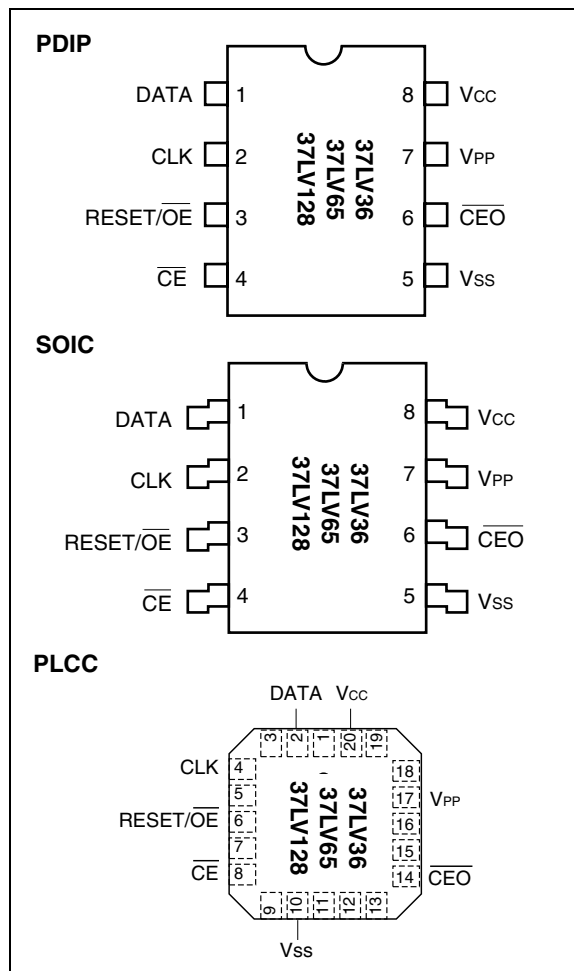 PDIP
DATA 1 8 VCC
CLK 2 7 VPP
RESET/OE 3 6 CEO
CE 4 5 VSS
37LV36
37LV65
37LV128
SOIC
DATA 1 8 VCC
CLK 2 7 VPP
RESET/OE 3 6 CEO
CE 4 5 VSS
37LV36
37LV65
37LV128
PLCC
DATA VCC
3 2 1 20 19
CLK 4 18
5 17 VPP
RESET/OE 6 16
7 15
CE 8 14 CEO
37LV36
37LV65
37LV128
9 10 11 12 13
VSS